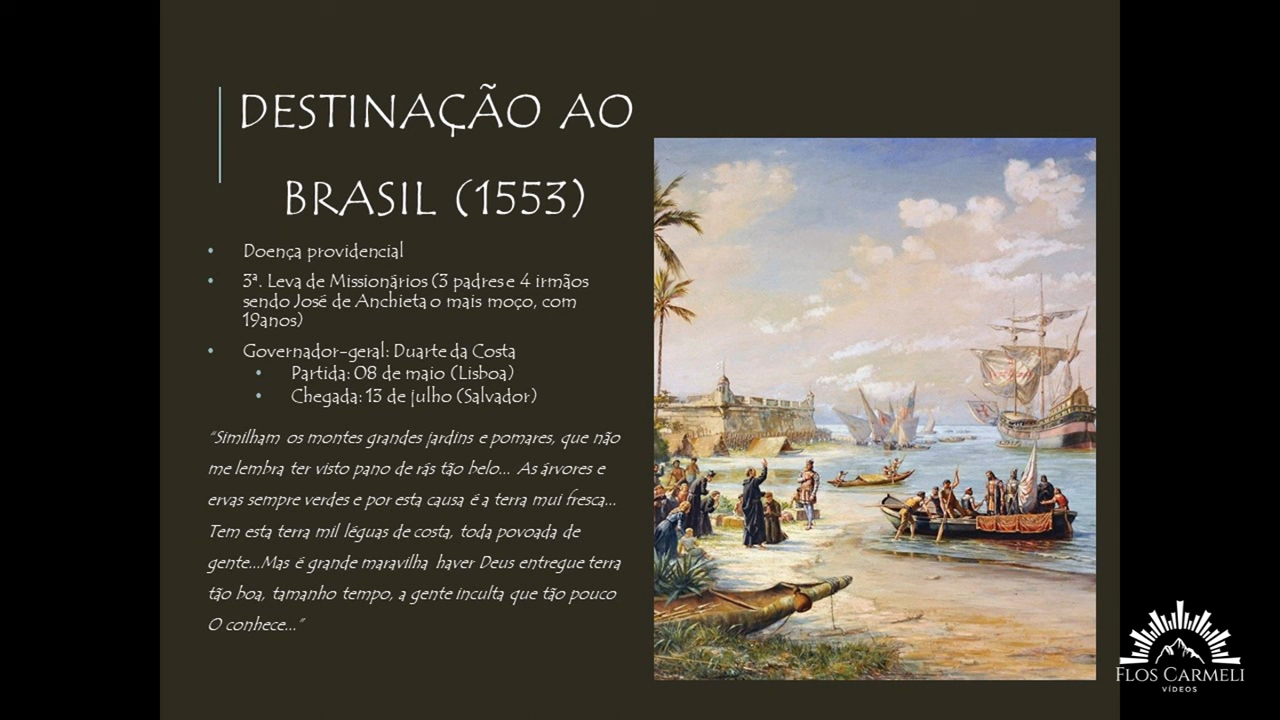 DESTINAÇÃO AO
BRASIL (1553)
• Doença providencial
• 3ª. Leva de Missionários (3 padres e 4 irmãos
sendo José de Anchieta o mais moço, com
19anos)
• Governador-geral: Duarte da Costa
• Partida: 08 de maio (Lisboa)
• Chegada: 13 de julho (Salvador)
"Similham os montes grandes jardins e pomares, que não
me lembra ter visto pano de rás tão belo... As árvores e
ervas sempre verdes e por esta causa é a terra mui fresca...
Tem esta terra mil léguas de costa, toda povoada de
gente...Mas é grande maravilha haver Deus entregue terra
tão boa, tamanho tempo, a gente inculta que tão pouco
O conhece..."
FLOS CARMELI
VÍDEOS